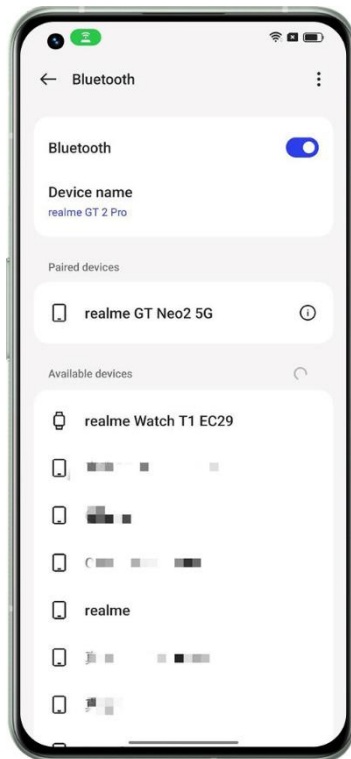 Bluetooth
Bluetooth
Device name
realme GT 2 Pro
Paired devices
realme GT Neo2 5G
Available devices
realme Watch T1 EC29
realme